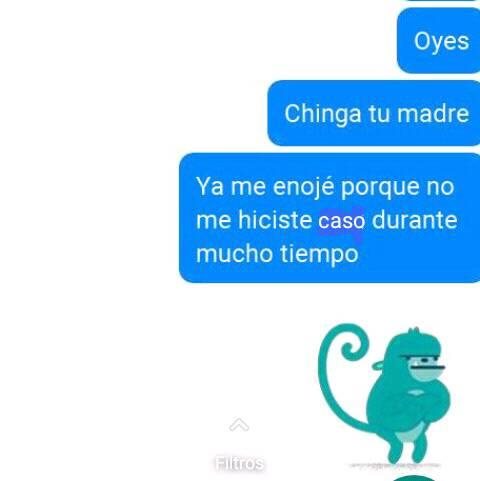 Oyes
Chinga tu madre
Ya me enojé porque no
me hiciste caso durante
mucho tiempo
Filtros